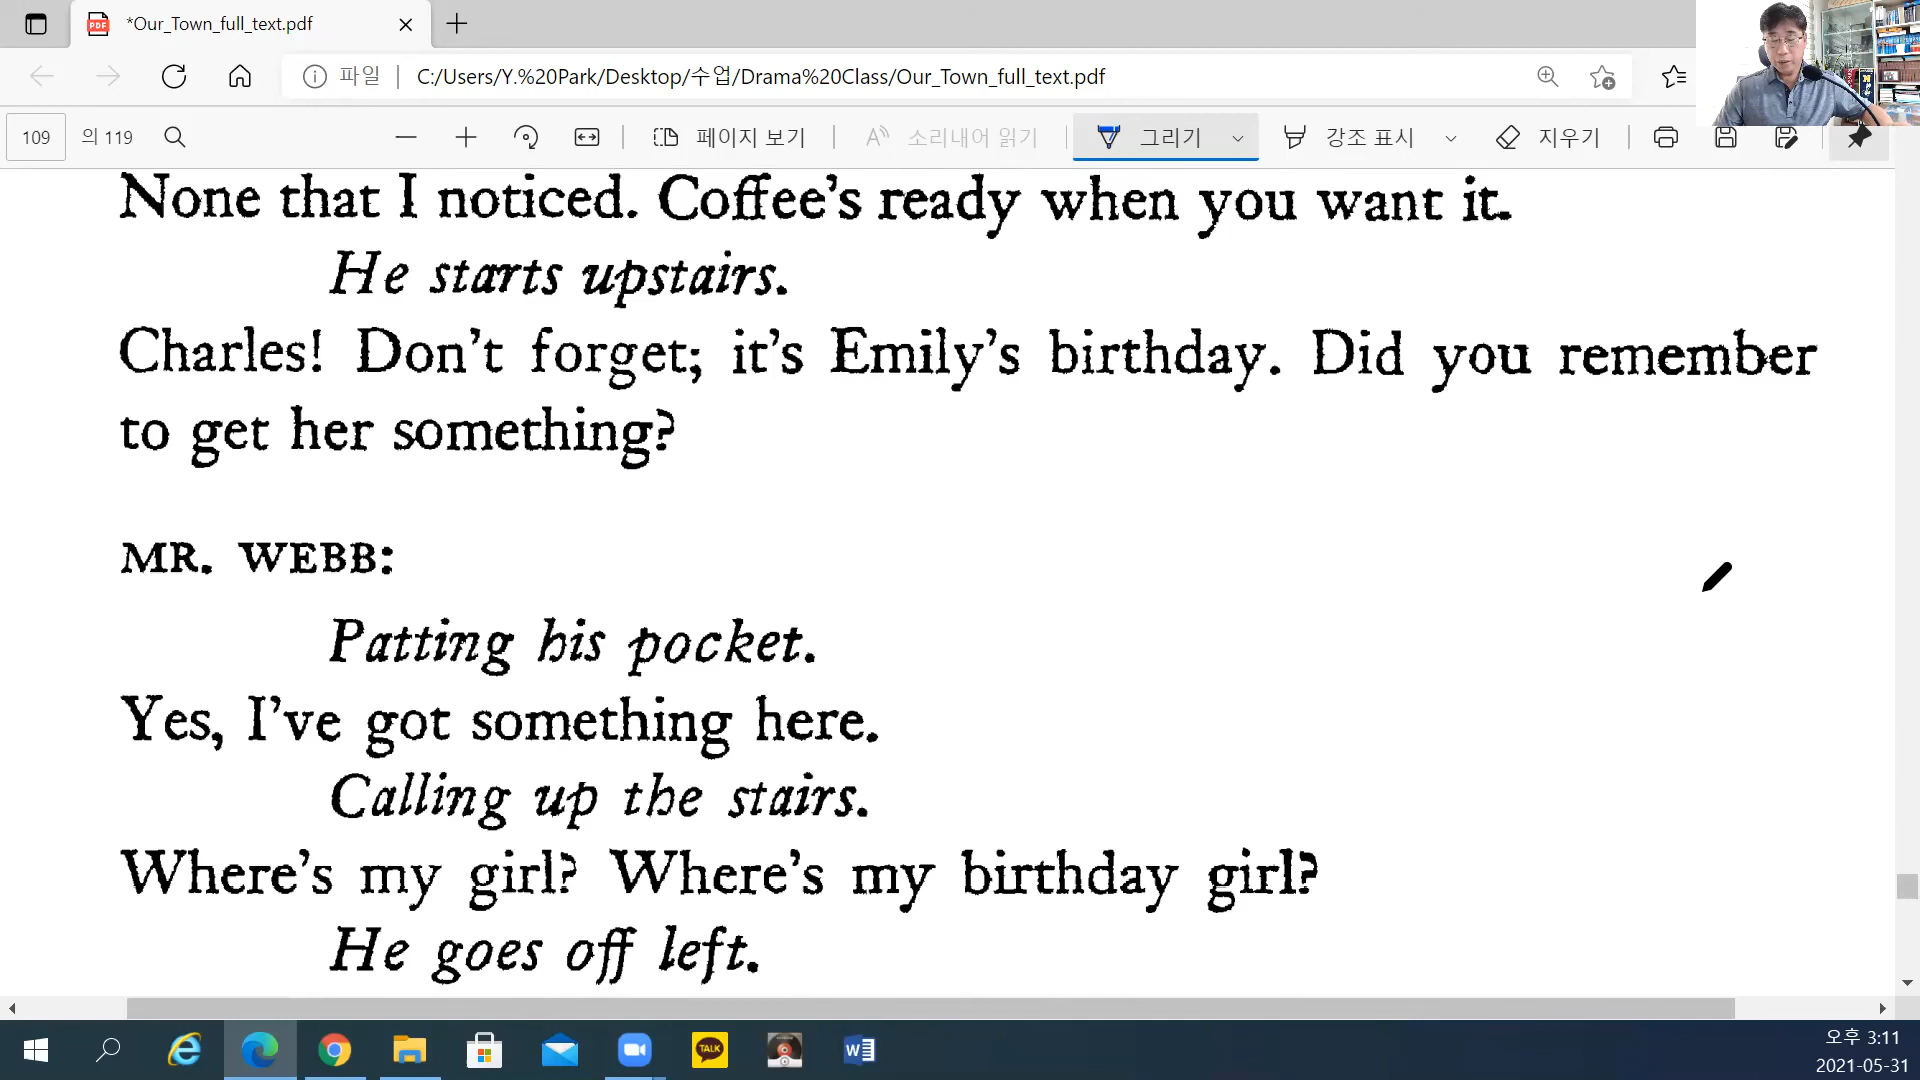 *Our_Town_full_text.pdf
파일 C:/Users/Y.%20Park/Desktop/수업/Drama%20Class/Our_Town_full_text.pdf
109 의 119 페이지 보기 소리내어 읽기 그리기 강조 표시 지우기
None that I noticed. Coffee's ready when you want it.
He starts upstairs.
Charles! Don't forget; it's Emily's birthday. Did you remember
to get her something?
MR. WEBB:
Patting his pocket.
Yes, I've got something here.
Calling up the stairs.
Where's my girl? Where's my birthday girl?
He goes off left.
TALK
오후 3:11
2021-05-31